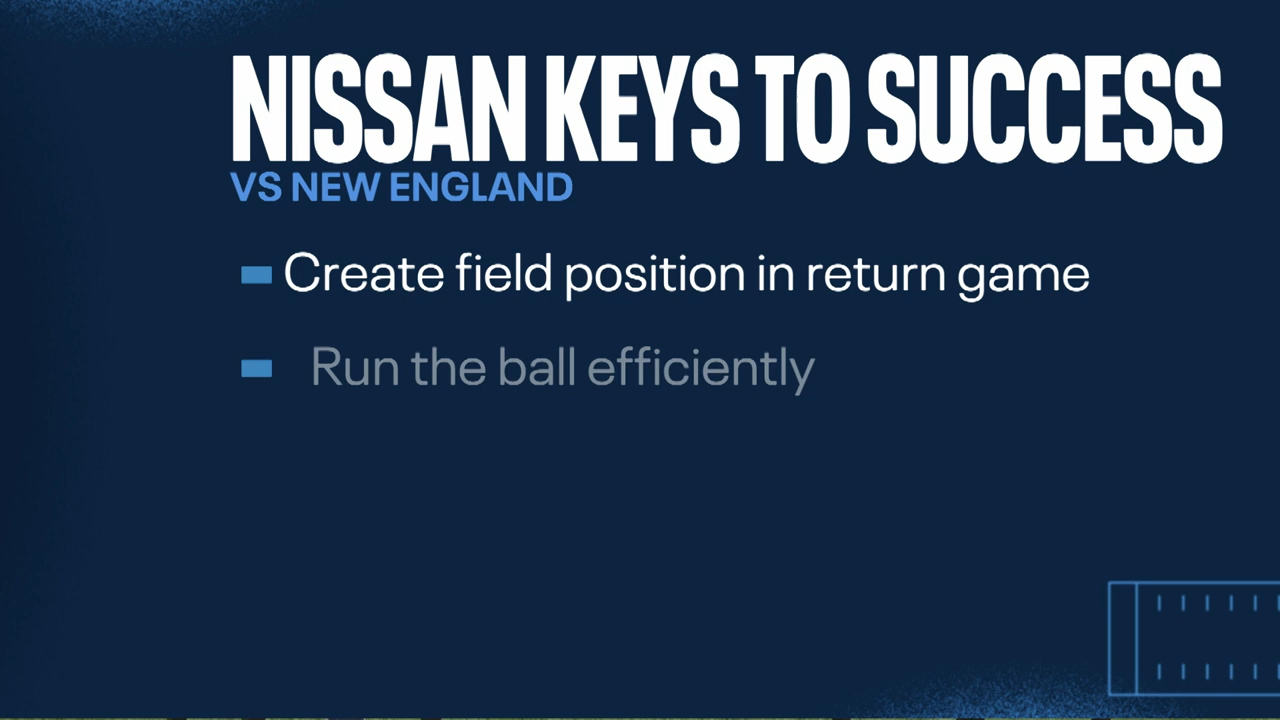 NISSAN KEYS TO SUCCESS
VS NEW ENGLAND
Create field position in return game
Run the ball efficiently